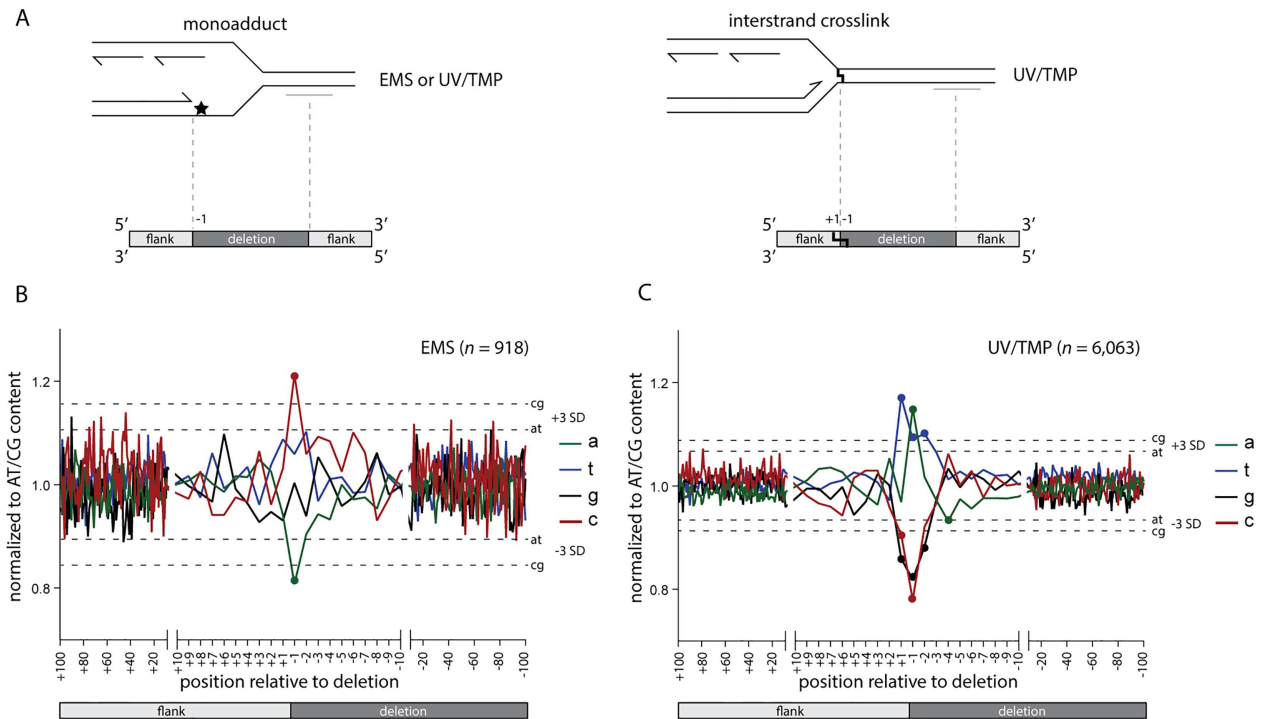 A
monoadduct
EMS or UV/TMP
-1
5′ 3′
flank deletion flank
3′ 5′
interstrand crosslink
UV/TMP
+1 -1
5′ 3′
flank deletion flank
3′ 5′
B
EMS (n = 918)
normalized to AT/CG content
1.2
1.0
0.8
cg
+3 SD
at
at
-3 SD
cg
a
t
g
c
+100 +80 +60 +40 +20 +10 +9 +8 +7 +6 +5 +4 +3 +2 +1 -1 -2 -3 -4 -5 -6 -7 -8 -9 -10 -20 -40 -60 -80 -100
position relative to deletion
flank deletion
C
UV/TMP (n = 6,063)
normalized to AT/CG content
1.2
1.0
0.8
cg
+3 SD
at
at
-3 SD
cg
a
t
g
c
+100 +80 +60 +40 +20 +10 +9 +8 +7 +6 +5 +4 +3 +2 +1 -1 -2 -3 -4 -5 -6 -7 -8 -9 -10 -20 -40 -60 -80 -100
position relative to deletion
flank deletion